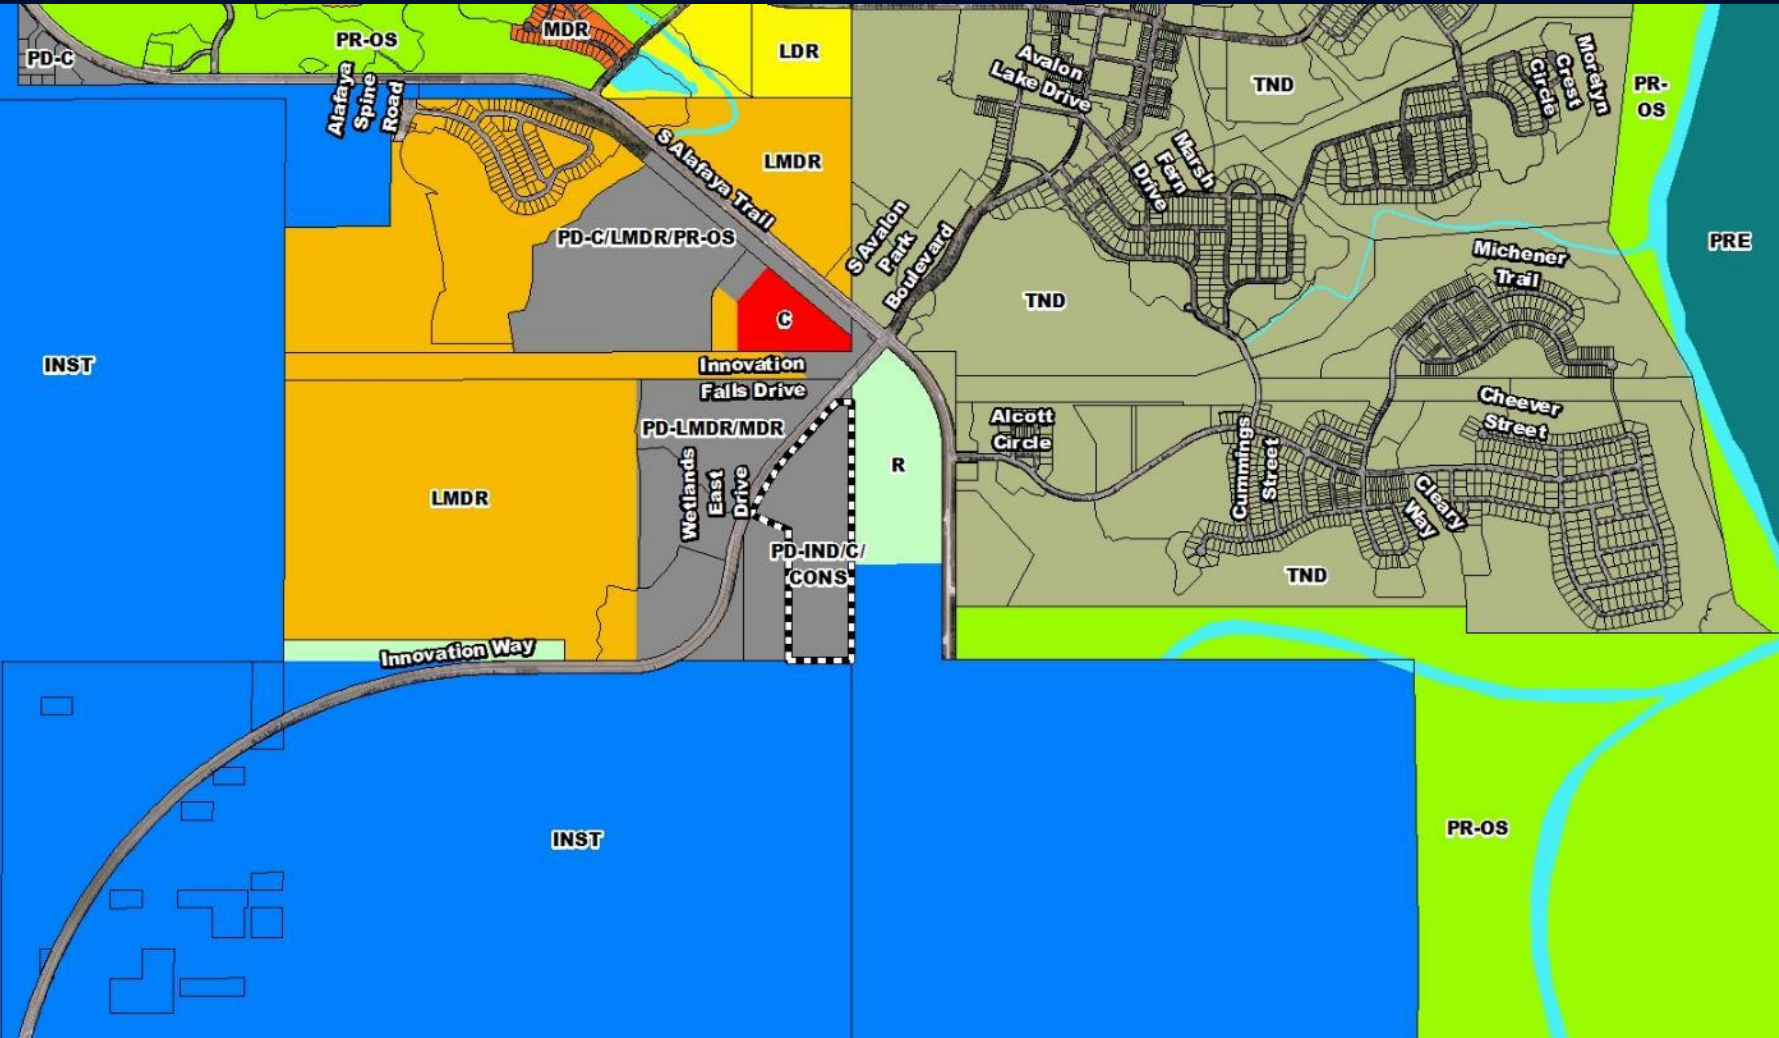 MDR
PR-OS
PD-C
LDR
Alafaya
Spine
Road
Avalon
Lake Drive
TND
Morelyn
Crest
Circle
PR-
OS
S Alafaya Trail
LMDR
Marsh
Fern
Drive
PD-C/LMDR/PR-OS
S Avalon
Park
Boulevard
PRE
Michener
Trail
TND
C
INST
Innovation
Falls Drive
PD-LMDR/MDR
Alcott
Circle
Cheever
Street
R
Wetlands
East
Drive
Cummings
Street
LMDR
Cleary
Way
PD-IND/C/
CONS
TND
Innovation Way
INST
PR-OS